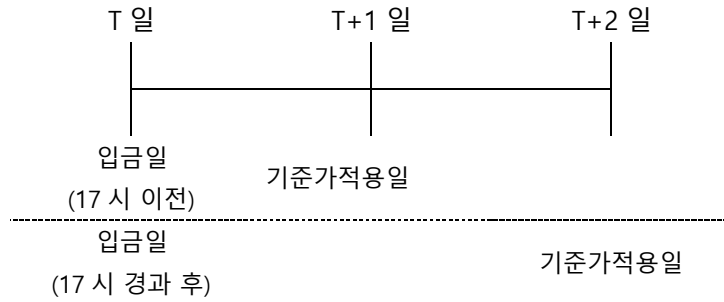 T 일 T+1 일 T+2 일
입금일
(17 시 이전)
기준가적용일
입금일
(17 시 경과 후)
기준가적용일